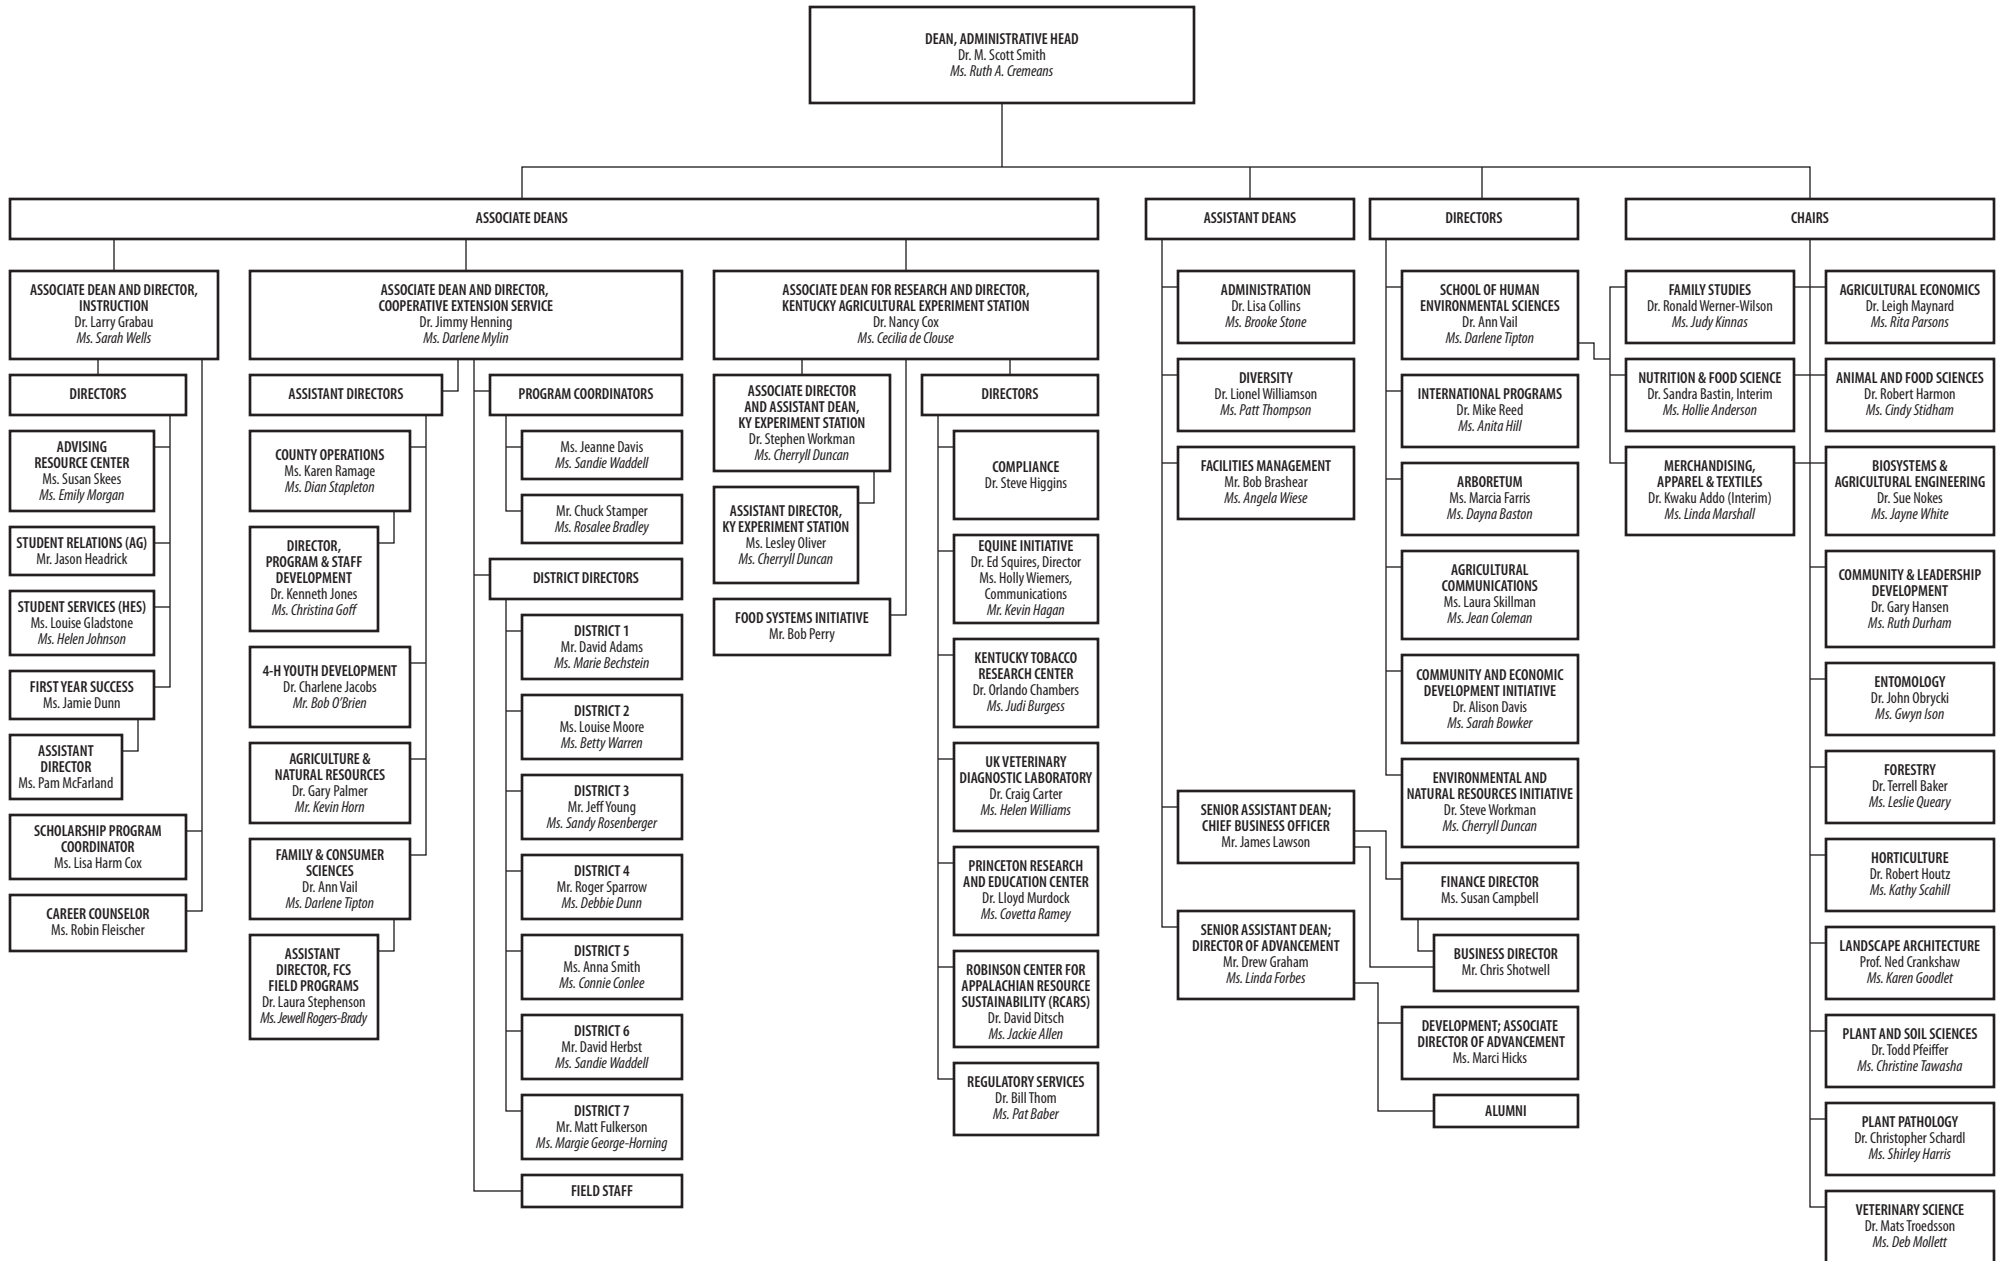 DEAN, ADMINISTRATIVE HEAD
Dr. M. Scott Smith
Ms. Ruth A. Cremeans
ASSOCIATE DEANS
ASSOCIATE DEAN AND DIRECTOR,
INSTRUCTION
Dr. Larry Grabau
Ms. Sarah Wells
DIRECTORS
ADVISING
RESOURCE CENTER
Ms. Susan Skees
Ms. Emily Morgan
STUDENT RELATIONS (AG)
Mr. Jason Headrick
STUDENT SERVICES (HES)
Ms. Louise Gladstone
Ms. Helen Johnson
FIRST YEAR SUCCESS
Ms. Jamie Dunn
ASSISTANT
DIRECTOR
Ms. Pam McFarland
SCHOLARSHIP PROGRAM
COORDINATOR
Ms. Lisa Harm Cox
CAREER COUNSELOR
Ms. Robin Fleischer
ASSOCIATE DEAN AND DIRECTOR,
COOPERATIVE EXTENSION SERVICE
Dr. Jimmy Henning
Ms. Darlene Mylin
ASSISTANT DIRECTORS
COUNTY OPERATIONS
Ms. Karen Ramage
Ms. Dian Stapleton
DIRECTOR,
PROGRAM & STAFF
DEVELOPMENT
Dr. Kenneth Jones
Ms. Christina Goff
4-H YOUTH DEVELOPMENT
Dr. Charlene Jacobs
Mr. Bob O'Brien
AGRICULTURE &
NATURAL RESOURCES
Dr. Gary Palmer
Mr. Kevin Horn
FAMILY & CONSUMER
SCIENCES
Dr. Ann Vail
Ms. Darlene Tipton
ASSISTANT
DIRECTOR, FCS
FIELD PROGRAMS
Dr. Laura Stephenson
Ms. Jewell Rogers-Brady
PROGRAM COORDINATORS
Ms. Jeanne Davis
Ms. Sandie Waddell
Mr. Chuck Stamper
Ms. Rosalee Bradley
DISTRICT DIRECTORS
DISTRICT 1
Mr. David Adams
Ms. Marie Bechstein
DISTRICT 2
Ms. Louise Moore
Ms. Betty Warren
DISTRICT 3
Mr. Jeff Young
Ms. Sandy Rosenberger
DISTRICT 4
Mr. Roger Sparrow
Ms. Debbie Dunn
DISTRICT 5
Ms. Anna Smith
Ms. Connie Conlee
DISTRICT 6
Mr. David Herbst
Ms. Sandie Waddell
DISTRICT 7
Mr. Matt Fulkerson
Ms. Margie George-Horning
FIELD STAFF
ASSOCIATE DEAN FOR RESEARCH AND DIRECTOR,
KENTUCKY AGRICULTURAL EXPERIMENT STATION
Dr. Nancy Cox
Ms. Cecilia de Clouse
ASSOCIATE DIRECTOR
AND ASSISTANT DEAN,
KY EXPERIMENT STATION
Dr. Stephen Workman
Ms. Cherryll Duncan
ASSISTANT DIRECTOR,
KY EXPERIMENT STATION
Ms. Lesley Oliver
Ms. Cherryll Duncan
FOOD SYSTEMS INITIATIVE
Mr. Bob Perry
DIRECTORS
COMPLIANCE
Dr. Steve Higgins
EQUINE INITIATIVE
Dr. Ed Squires, Director
Ms. Holly Wiemers,
Communications
Mr. Kevin Hagan
KENTUCKY TOBACCO
RESEARCH CENTER
Dr. Orlando Chambers
Ms. Judi Burgess
UK VETERINARY
DIAGNOSTIC LABORATORY
Dr. Craig Carter
Ms. Helen Williams
PRINCETON RESEARCH
AND EDUCATION CENTER
Dr. Lloyd Murdock
Ms. Covetta Ramey
ROBINSON CENTER FOR
APPALACHIAN RESOURCE
SUSTAINABILITY (RCARS)
Dr. David Ditsch
Ms. Jackie Allen
REGULATORY SERVICES
Dr. Bill Thom
Ms. Pat Baber
ASSISTANT DEANS
ADMINISTRATION
Dr. Lisa Collins
Ms. Brooke Stone
DIVERSITY
Dr. Lionel Williamson
Ms. Patt Thompson
FACILITIES MANAGEMENT
Mr. Bob Brashear
Ms. Angela Wiese
SENIOR ASSISTANT DEAN;
CHIEF BUSINESS OFFICER
Mr. James Lawson
SENIOR ASSISTANT DEAN;
DIRECTOR OF ADVANCEMENT
Mr. Drew Graham
Ms. Linda Forbes
DIRECTORS
SCHOOL OF HUMAN
ENVIRONMENTAL SCIENCES
Dr. Ann Vail
Ms. Darlene Tipton
INTERNATIONAL PROGRAMS
Dr. Mike Reed
Ms. Anita Hill
ARBORETUM
Ms. Marcia Farris
Ms. Dayna Baston
AGRICULTURAL
COMMUNICATIONS
Ms. Laura Skillman
Ms. Jean Coleman
COMMUNITY AND ECONOMIC
DEVELOPMENT INITIATIVE
Dr. Alison Davis
Ms. Sarah Bowker
ENVIRONMENTAL AND
NATURAL RESOURCES INITIATIVE
Dr. Steve Workman
Ms. Cherryll Duncan
FINANCE DIRECTOR
Ms. Susan Campbell
BUSINESS DIRECTOR
Mr. Chris Shotwell
DEVELOPMENT; ASSOCIATE
DIRECTOR OF ADVANCEMENT
Ms. Marci Hicks
ALUMNI
CHAIRS
FAMILY STUDIES
Dr. Ronald Werner-Wilson
Ms. Judy Kinnas
NUTRITION & FOOD SCIENCE
Dr. Sandra Bastin, Interim
Ms. Hollie Anderson
MERCHANDISING,
APPAREL & TEXTILES
Dr. Kwaku Addo (Interim)
Ms. Linda Marshall
AGRICULTURAL ECONOMICS
Dr. Leigh Maynard
Ms. Rita Parsons
ANIMAL AND FOOD SCIENCES
Dr. Robert Harmon
Ms. Cindy Stidham
BIOSYSTEMS &
AGRICULTURAL ENGINEERING
Dr. Sue Nokes
Ms. Jayne White
COMMUNITY & LEADERSHIP
DEVELOPMENT
Dr. Gary Hansen
Ms. Ruth Durham
ENTOMOLOGY
Dr. John Obrycki
Ms. Gwyn Ison
FORESTRY
Dr. Terrell Baker
Ms. Leslie Queary
HORTICULTURE
Dr. Robert Houtz
Ms. Kathy Scahill
LANDSCAPE ARCHITECTURE
Prof. Ned Crankshaw
Ms. Karen Goodlet
PLANT AND SOIL SCIENCES
Dr. Todd Pfeiffer
Ms. Christine Tawasha
PLANT PATHOLOGY
Dr. Christopher Schardl
Ms. Shirley Harris
VETERINARY SCIENCE
Dr. Mats Troedsson
Ms. Deb Mollett